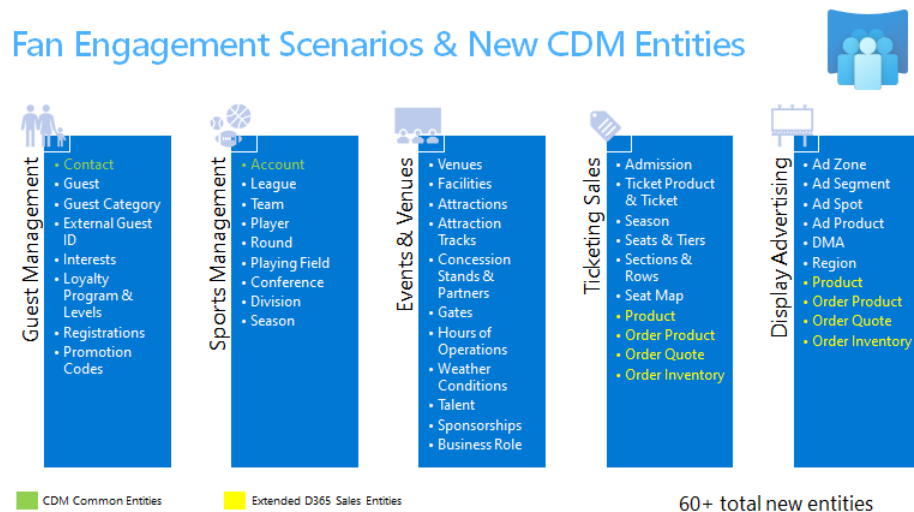 Fan Engagement Scenarios & New CDM Entities
Guest Management
• Contact
• Guest
• Guest Category
• External Guest
ID
• Interests
• Loyalty
Program &
Levels
• Registrations
• Promotion
Codes
Sports Management
• Account
• League
• Team
• Player
• Round
• Playing Field
• Conference
• Division
• Season
Events & Venues
• Venues
• Facilities
• Attractions
• Attraction
Tracks
• Concession
Stands &
Partners
• Gates
• Hours of
Operations
• Weather
Conditions
• Talent
• Sponsorships
• Business Role
Ticketing Sales
• Admission
• Ticket Product
& Ticket
• Season
• Seats & Tiers
• Sections &
Rows
• Seat Map
• Product
• Order Product
• Order Quote
• Order Inventory
Display Advertising
• Ad Zone
• Ad Segment
• Ad Spot
• Ad Product
• DMA
• Region
• Product
• Order Product
• Order Quote
• Order Inventory
CDM Common Entities
Extended D365 Sales Entities
60+ total new entities